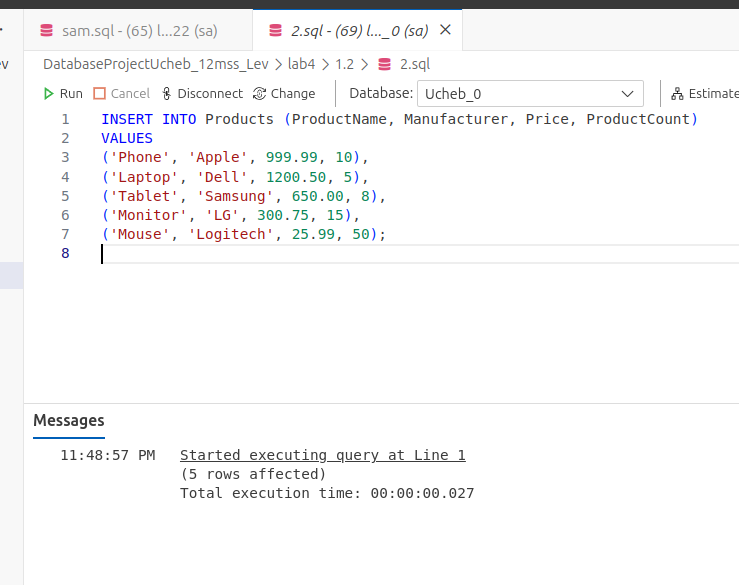 sam.sql - (65) l...22 (sa)
2.sql - (69) l..._0 (sa)
DatabaseProjectUcheb_12mss_Lev > lab4 > 1.2 > 2.sql
Run Cancel Disconnect Change Database: Ucheb_0 Estimate
1 INSERT INTO Products (ProductName, Manufacturer, Price, ProductCount)
2 VALUES
3 ('Phone', 'Apple', 999.99, 10),
4 ('Laptop', 'Dell', 1200.50, 5),
5 ('Tablet', 'Samsung', 650.00, 8),
6 ('Monitor', 'LG', 300.75, 15),
7 ('Mouse', 'Logitech', 25.99, 50);
8
Messages
11:48:57 PM Started executing query at Line 1
(5 rows affected)
Total execution time: 00:00:00.027